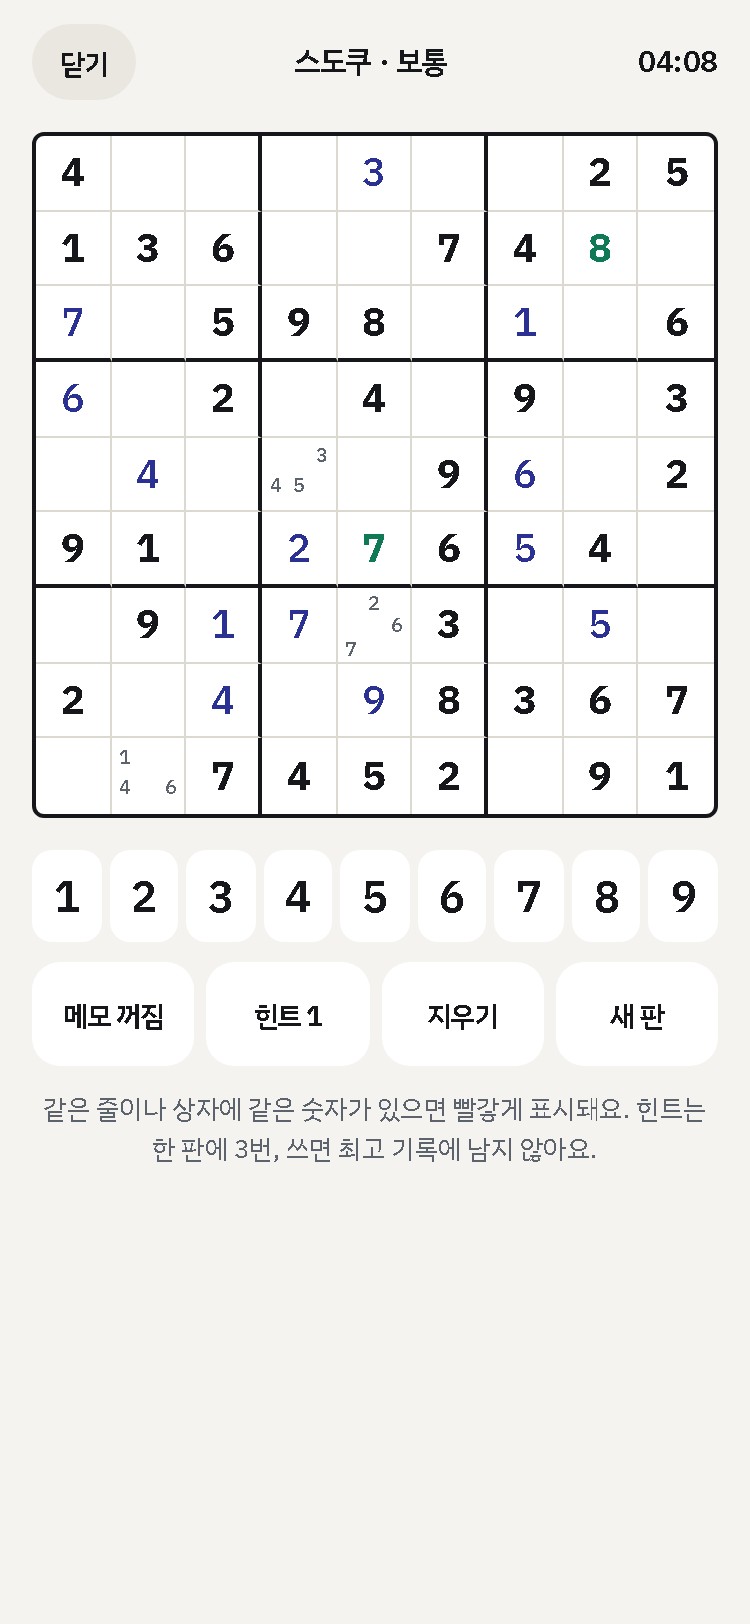 닫기 스도쿠 · 보통 04:08
4 3 2 5
1 3 6 7 4 8
7 5 9 8 1 6
6 2 4 9 3
4 3 4 5 9 6 2
9 1 2 7 6 5 4
9 1 7 2 6 7 3 5
2 4 9 8 3 6 7
1 4 6 7 4 5 2 9 1
1 2 3 4 5 6 7 8 9
메모 꺼짐 힌트 1 지우기 새 판
같은 줄이나 상자에 같은 숫자가 있으면 빨갛게 표시돼요. 힌트는
한 판에 3번, 쓰면 최고 기록에 남지 않아요.